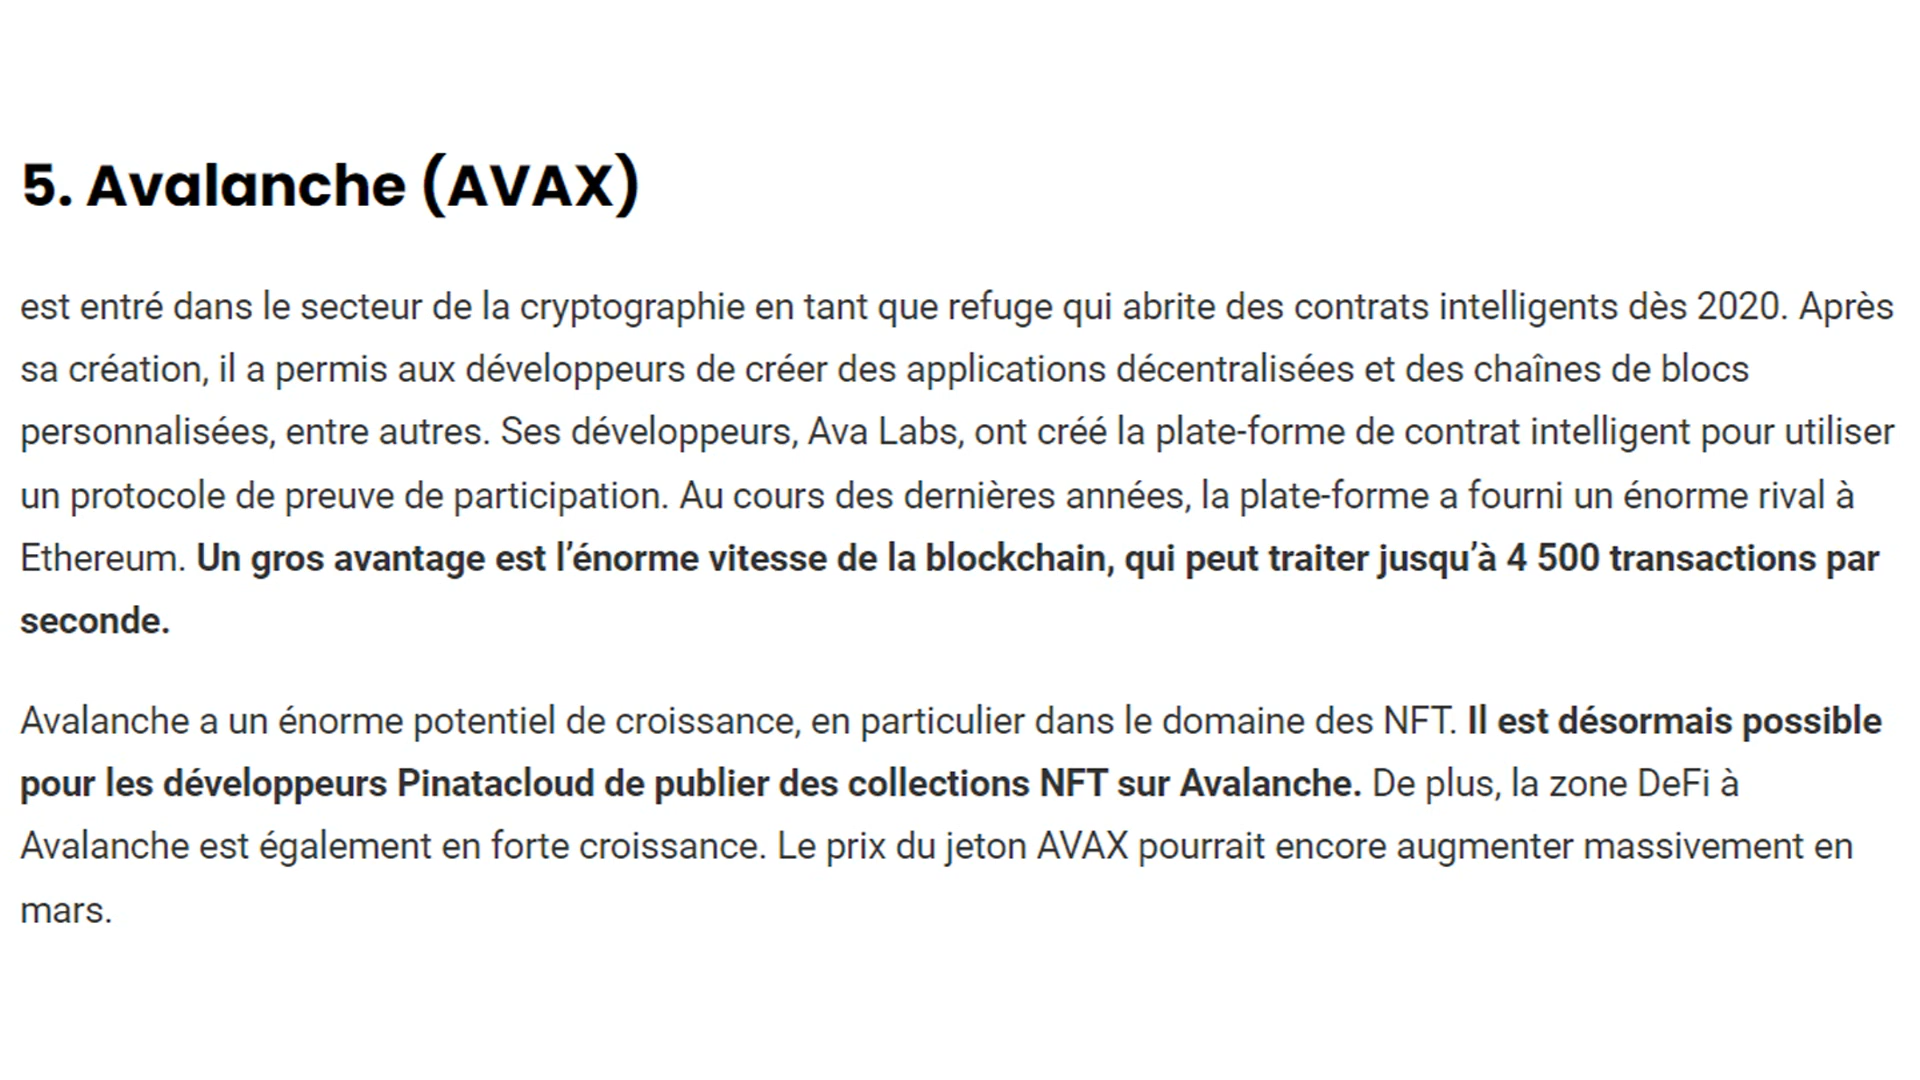 5. Avalanche (AVAX)
est entré dans le secteur de la cryptographie en tant que refuge qui abrite des contrats intelligents dès 2020. Après
sa création, il a permis aux développeurs de créer des applications décentralisées et des chaînes de blocs
personnalisées, entre autres. Ses développeurs, Ava Labs, ont créé la plate-forme de contrat intelligent pour utiliser
un protocole de preuve de participation. Au cours des dernières années, la plate-forme a fourni un énorme rival à
Ethereum. Un gros avantage est l’énorme vitesse de la blockchain, qui peut traiter jusqu’à 4 500 transactions par
seconde.
Avalanche a un énorme potentiel de croissance, en particulier dans le domaine des NFT. Il est désormais possible
pour les développeurs Pinatacloud de publier des collections NFT sur Avalanche. De plus, la zone DeFi à
Avalanche est également en forte croissance. Le prix du jeton AVAX pourrait encore augmenter massivement en
mars.